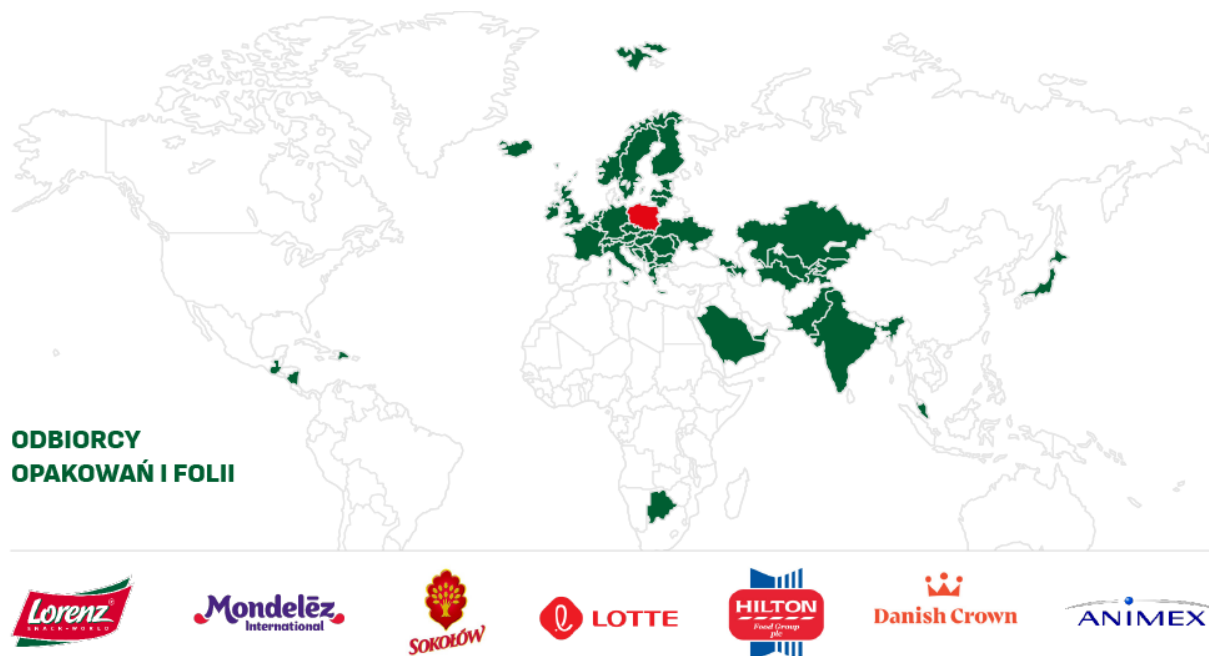 ODBIORCY
OPAKOWAŃ I FOLII
Lorenz
SNACK-WORLD
Mondelēz
International
SOKOŁÓW
LOTTE
HILTON
Food Group
plc
Danish Crown
ANIMEX